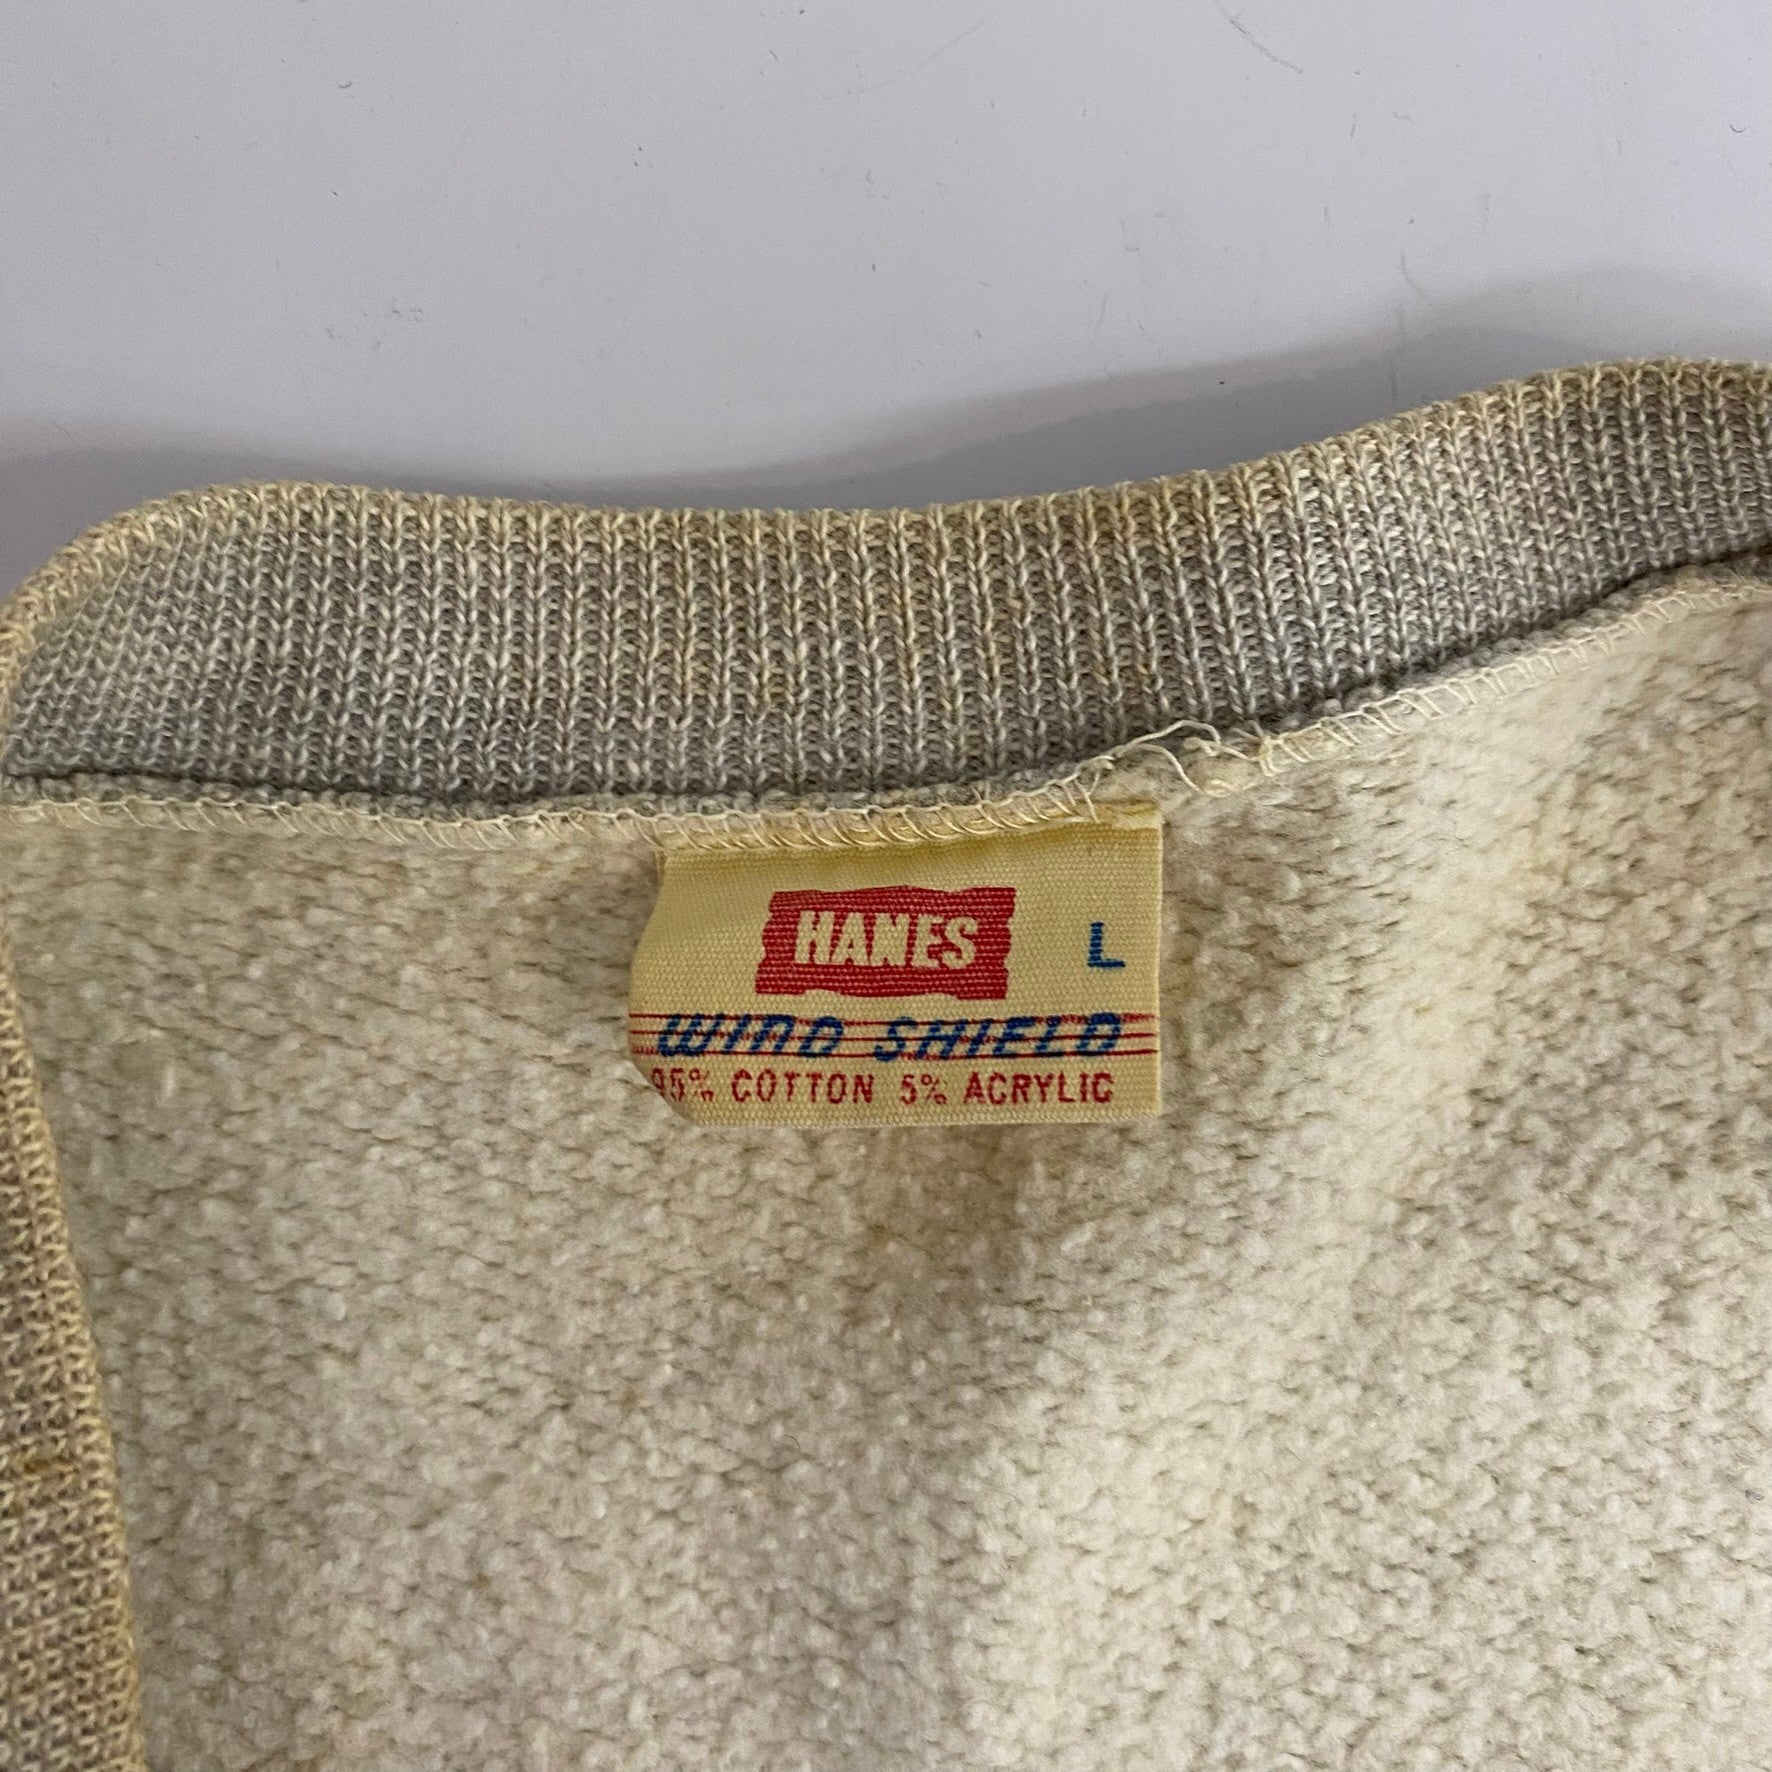 HANES
L
WIND SHIELD
95% COTTON 5% ACRYLIC